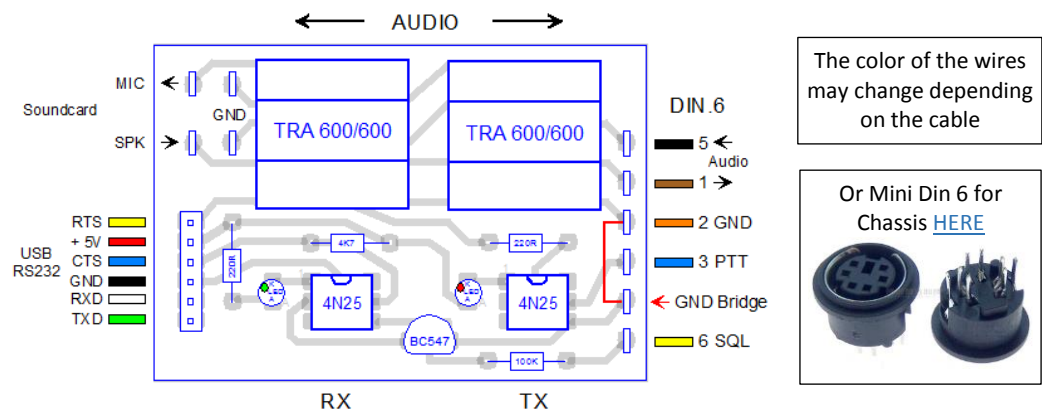 AUDIO
MIC
Soundcard
GND
SPK
TRA 600/600
TRA 600/600
DIN.6
5
Audio
1
2 GND
3 PTT
GND Bridge
6 SQL
USB
RS232
RTS
+ 5V
CTS
GND
RXD
TXD
220R
4K7
220R
K
LED
A
4N25
K
LED
A
4N25
BC547
100K
RX
TX
The color of the wires
may change depending
on the cable
Or Mini Din 6 for
Chassis HERE